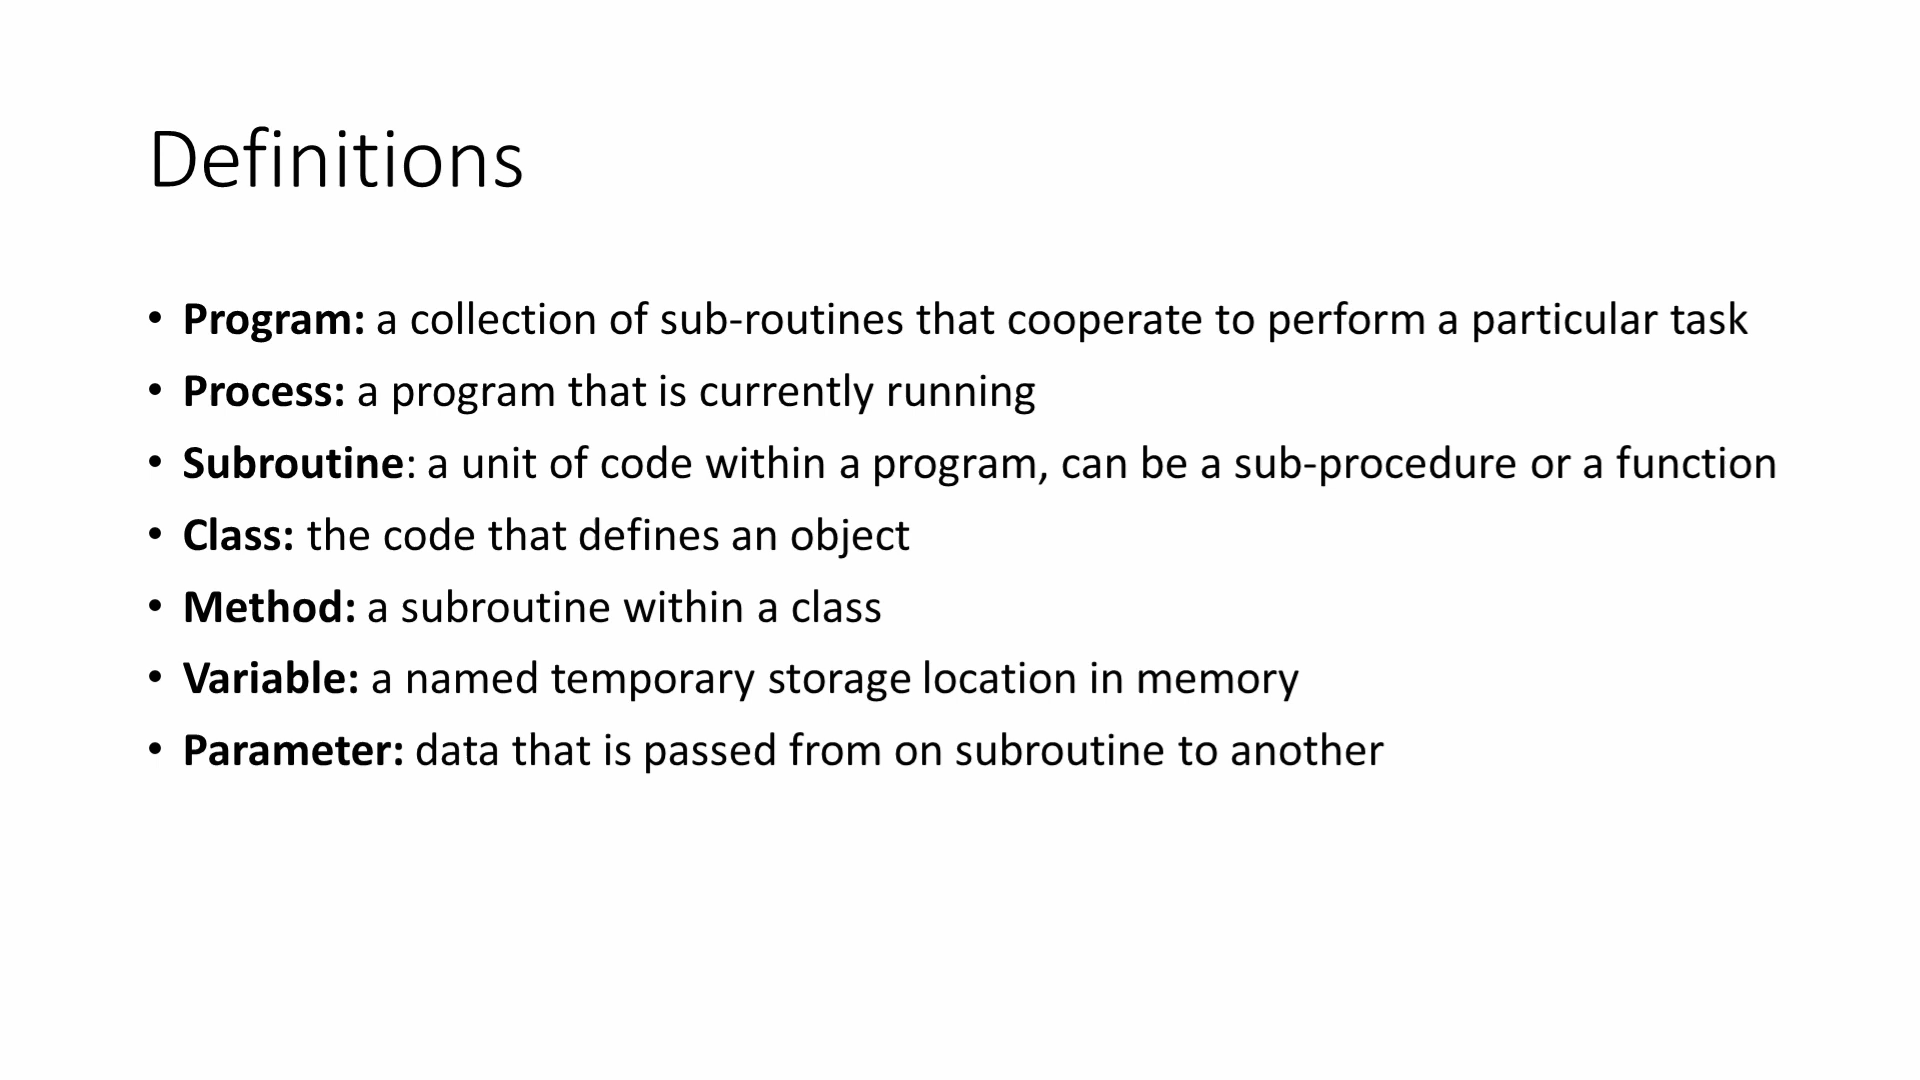 Definitions
• Program: a collection of sub-routines that cooperate to perform a particular task
• Process: a program that is currently running
• Subroutine: a unit of code within a program, can be a sub-procedure or a function
• Class: the code that defines an object
• Method: a subroutine within a class
• Variable: a named temporary storage location in memory
• Parameter: data that is passed from on subroutine to another